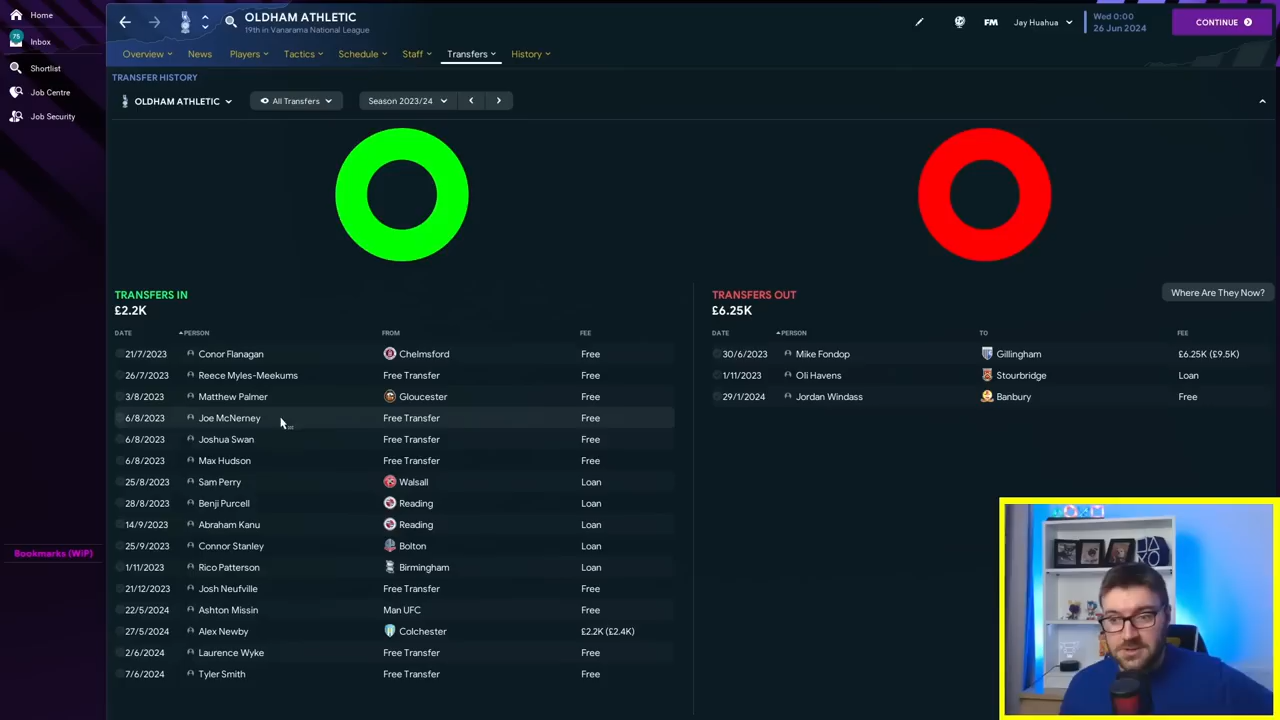 Home
75
Inbox
Shortlist
Job Centre
Job Security
Bookmarks (WiP)
OLDHAM ATHLETIC
19th in Vanarama National League
FM
Jay Huahua
Wed 0:00
26 Jun 2024
CONTINUE
Overview
News
Players
Tactics
Schedule
Staff
Transfers
History
TRANSFER HISTORY
OLDHAM ATHLETIC
All Transfers
Season 2023/24
TRANSFERS IN
£2.2K
DATE PERSON FROM FEE
21/7/2023 Conor Flanagan Chelmsford Free
26/7/2023 Reece Myles-Meekums Free Transfer Free
3/8/2023 Matthew Palmer Gloucester Free
6/8/2023 Joe McNerney Free Transfer Free
6/8/2023 Joshua Swan Free Transfer Free
6/8/2023 Max Hudson Free Transfer Free
25/8/2023 Sam Perry Walsall Loan
28/8/2023 Benji Purcell Reading Loan
14/9/2023 Abraham Kanu Reading Loan
25/9/2023 Connor Stanley Bolton Loan
1/11/2023 Rico Patterson Birmingham Loan
21/12/2023 Josh Neufville Free Transfer Free
22/5/2024 Ashton Missin Man UFC Free
27/5/2024 Alex Newby Colchester £2.2K (£2.4K)
2/6/2024 Laurence Wyke Free Transfer Free
7/6/2024 Tyler Smith Free Transfer Free
TRANSFERS OUT
£6.25K
Where Are They Now?
DATE PERSON TO FEE
30/6/2023 Mike Fondop Gillingham £6.25K (£9.5K)
1/11/2023 Oli Havens Stourbridge Loan
29/1/2024 Jordan Windass Banbury Free